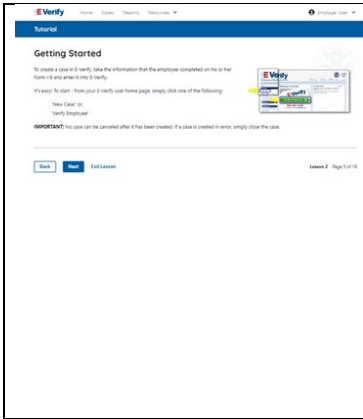 E-Verify Home Cases Reports Resources Employer User
Tutorial
Getting Started
To create a case in E-Verify, take the information that the employee completed on his or her
Form I-9 and enter it into E-Verify.
It's easy! To start - from your E-Verify user home page, simply click one of the following:
'New Case' or;
Verify Employee!
IMPORTANT: No case can be canceled after it has been created. If a case is created in error, simply close the case.
E-Verify
Back Next Exit Lesson Lesson 2 Page 5 of 18